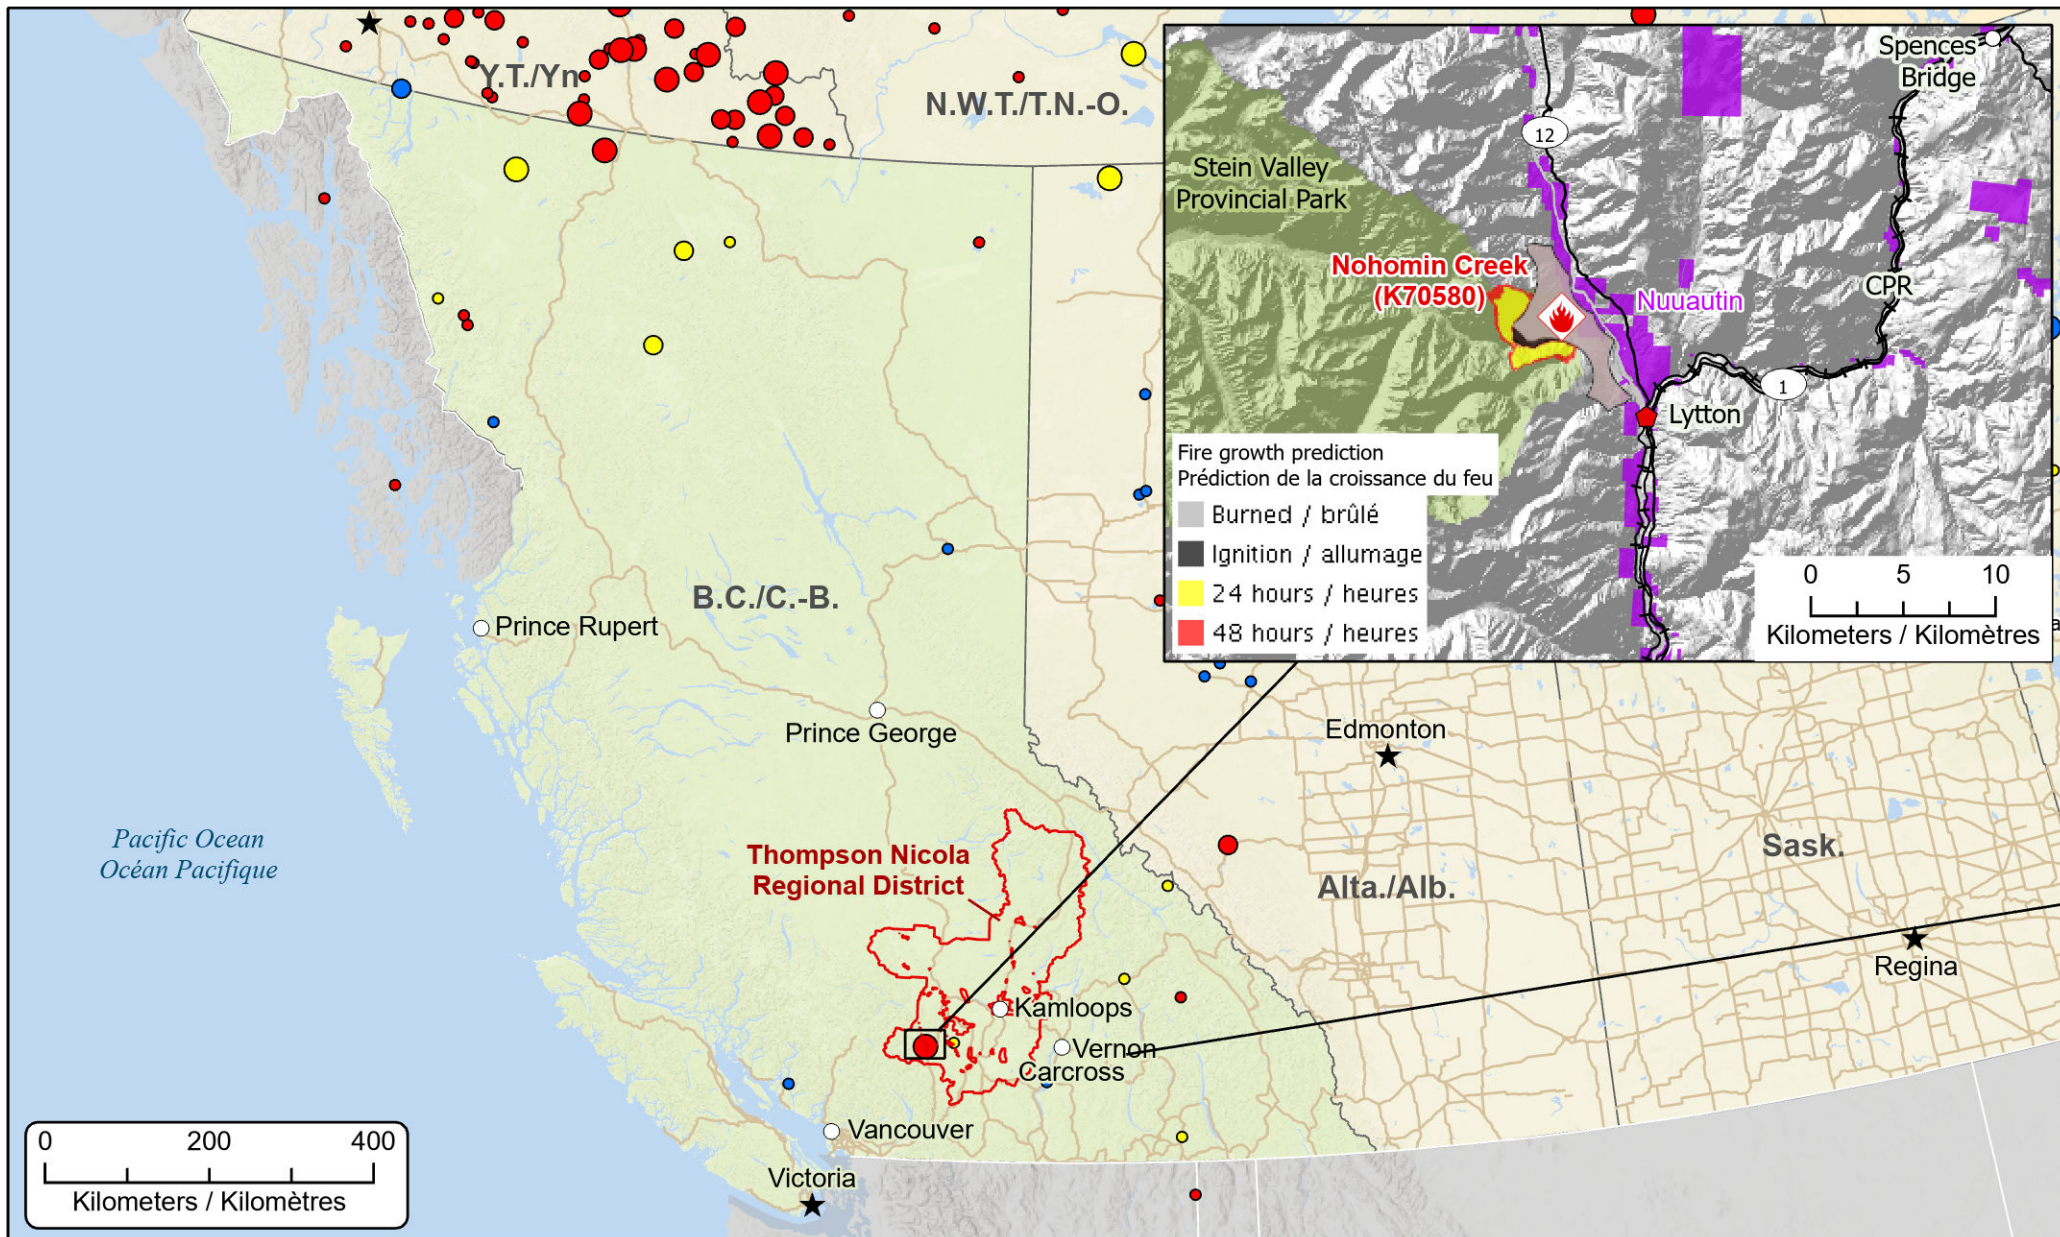 Y.T./Yn
N.W.T./T.N.-O.
B.C./C.-B.
Prince Rupert
Prince George
Pacific Ocean
Océan Pacifique
Thompson Nicola
Regional District
Kamloops
Vernon
Carcross
Vancouver
Victoria
Edmonton
Alta./Alb.
Sask.
Regina
0 200 400
Kilometers / Kilomètres
Spences
Bridge
12
Stein Valley
Provincial Park
Nohomin Creek
(K70580)
Nuuautin
CPR
1
Lytton
Fire growth prediction
Prédiction de la croissance du feu
Burned / brûlé
Ignition / allumage
24 hours / heures
48 hours / heures
0 5 10
Kilometers / Kilomètres
a